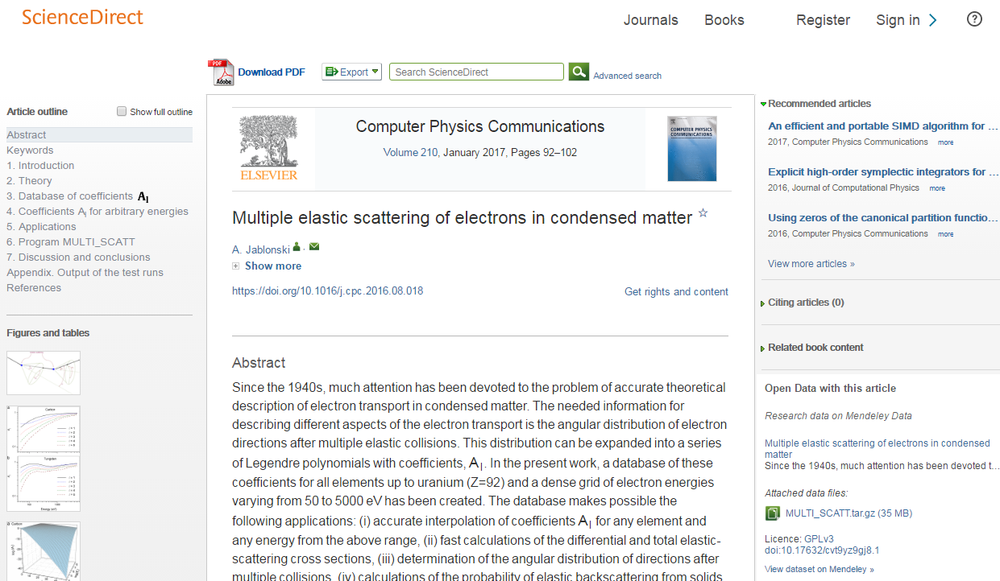 ScienceDirect
Journals
Books
Register
Sign in
?
PDF
Adobe
Download PDF
Export
Search ScienceDirect
Advanced search
Article outline
Show full outline
Abstract
Keywords
1. Introduction
2. Theory
3. Database of coefficients Al
4. Coefficients Al for arbitrary energies
5. Applications
6. Program MULTI_SCATT
7. Discussion and conclusions
Appendix. Output of the test runs
References
Figures and tables
Carbon
Tungsten
Energy (eV)
Carbon
ELSEVIER
Computer Physics Communications
Volume 210, January 2017, Pages 92–102
COMPUTER PHYSICS
COMMUNICATIONS
Multiple elastic scattering of electrons in condensed matter ☆
A. Jablonski
Show more
https://doi.org/10.1016/j.cpc.2016.08.018
Get rights and content
Abstract
Since the 1940s, much attention has been devoted to the problem of accurate theoretical
description of electron transport in condensed matter. The needed information for
describing different aspects of the electron transport is the angular distribution of electron
directions after multiple elastic collisions. This distribution can be expanded into a series
of Legendre polynomials with coefficients, Al. In the present work, a database of these
coefficients for all elements up to uranium (Z=92) and a dense grid of electron energies
varying from 50 to 5000 eV has been created. The database makes possible the
following applications: (i) accurate interpolation of coefficients Al for any element and
any energy from the above range, (ii) fast calculations of the differential and total elastic-
scattering cross sections, (iii) determination of the angular distribution of directions after
multiple collisions, (iv) calculations of the probability of elastic backscattering from solids,
Recommended articles
An efficient and portable SIMD algorithm for ...
2017, Computer Physics Communications more
Explicit high-order symplectic integrators for ...
2016, Journal of Computational Physics more
Using zeros of the canonical partition functio...
2016, Computer Physics Communications more
View more articles »
Citing articles (0)
Related book content
Open Data with this article
Research data on Mendeley Data
Multiple elastic scattering of electrons in condensed
matter
Since the 1940s, much attention has been devoted t...
Attached data files:
MULTI_SCATT.tar.gz (35 MB)
Licence: GPLv3
doi:10.17632/cvt9yz9gj8.1
View dataset on Mendeley »